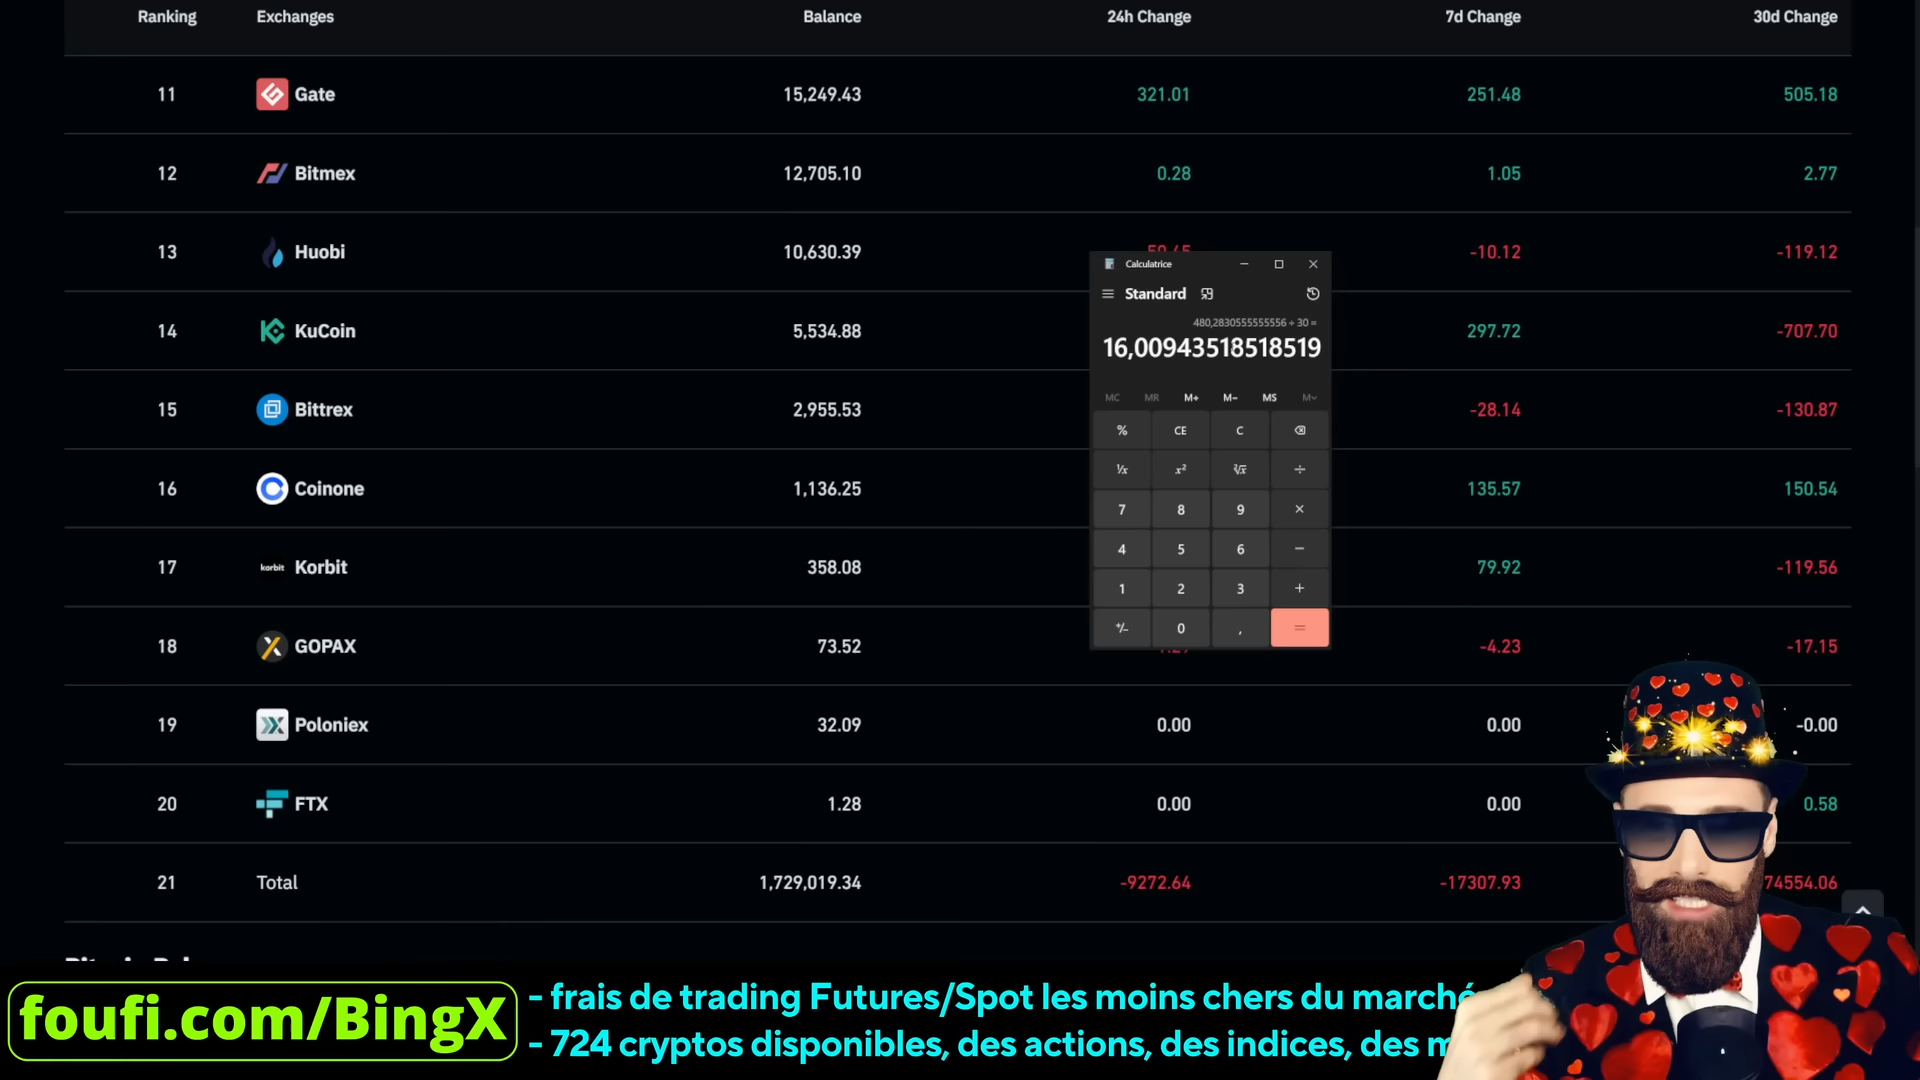 Ranking Exchanges Balance 24h Change 7d Change 30d Change
11 Gate 15,249.43 321.01 251.48 505.18
12 Bitmex 12,705.10 0.28 1.05 2.77
13 Huobi 10,630.39 -10.12 -119.12
Calculatrice
Standard
480,2830555555556 ÷ 30 =
14 KuCoin 5,534.88 297.72 -707.70
16,00943518518519
MC MR M+ M- MS M
15 Bittrex 2,955.53 -28.14 -130.87
% CE C
⅟x x² ²√x ÷
16 Coinone 1,136.25 135.57 150.54
7 8 9 ×
4 5 6 −
17 Korbit korbit 358.08 79.92 -119.56
1 2 3 +
+/- 0 , =
18 GOPAX 73.52 -4.23 -17.15
19 Poloniex 32.09 0.00 0.00 -0.00
20 FTX 1.28 0.00 0.00 0.58
21 Total 1,729,019.34 -9272.64 -17307.93 74554.06
foufi.com/BingX
- frais de trading Futures/Spot les moins chers du marché
- 724 cryptos disponibles, des actions, des indices, des